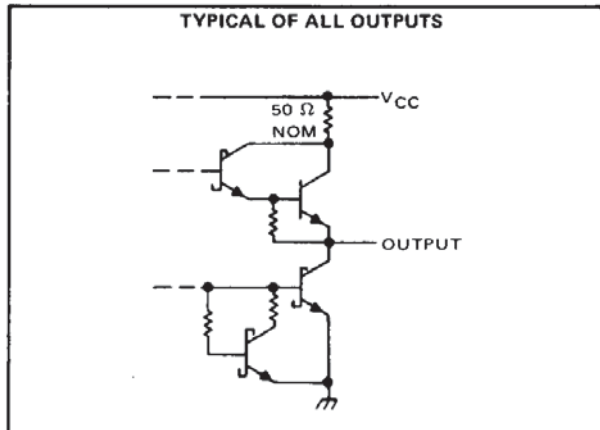 TYPICAL OF ALL OUTPUTS
VCC
50 Ω
NOM
OUTPUT